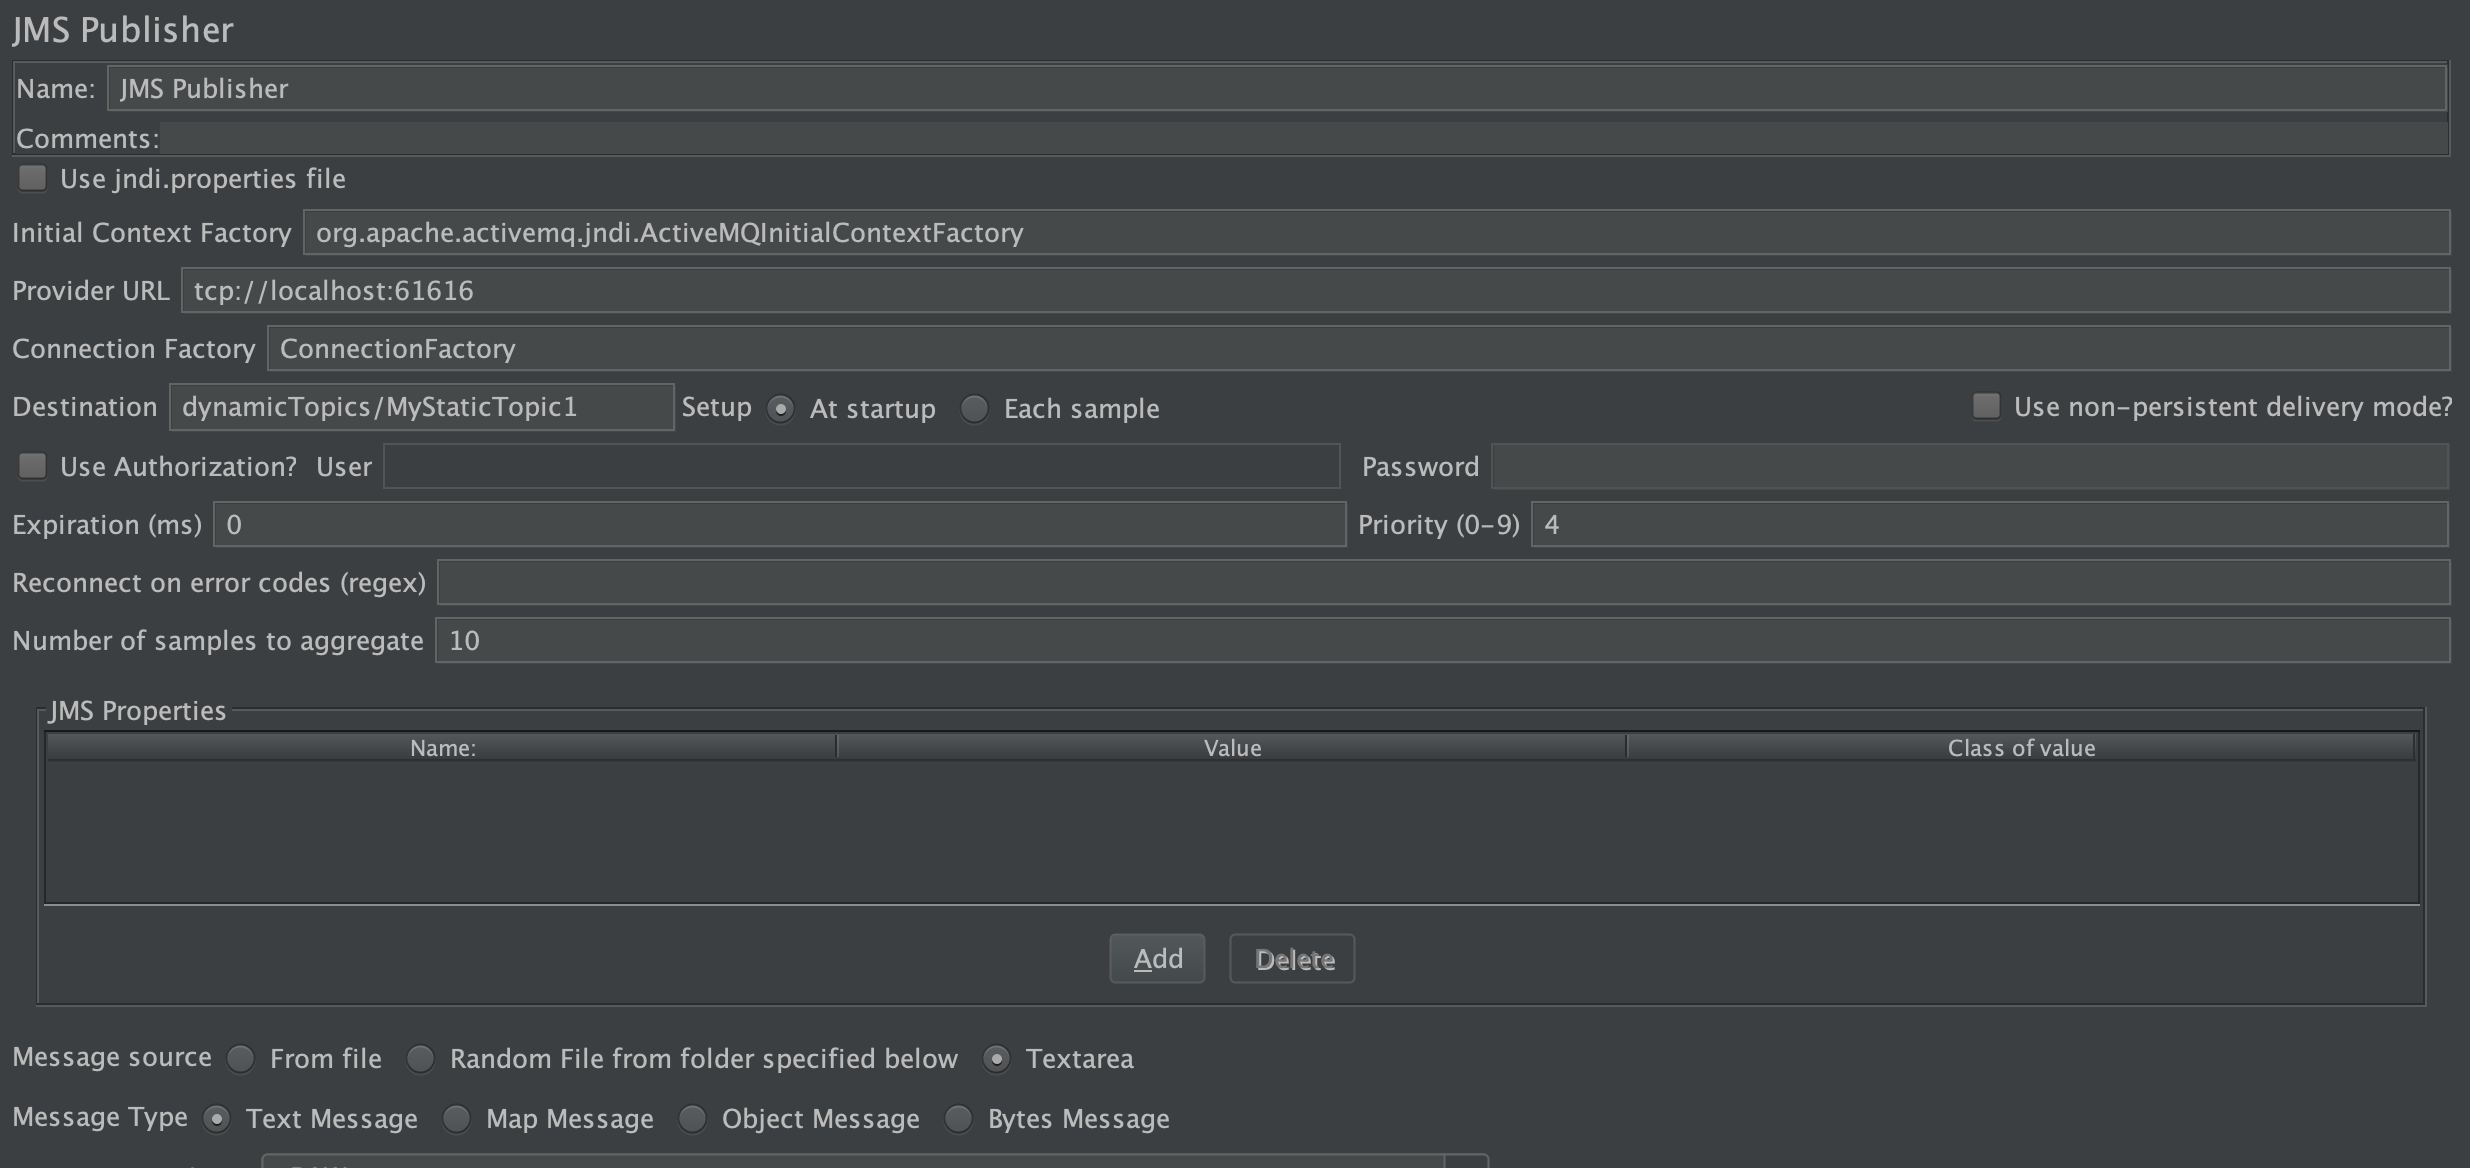 JMS Publisher
Name: JMS Publisher
Comments:
Use jndi.properties file
Initial Context Factory org.apache.activemq.jndi.ActiveMQInitialContextFactory
Provider URL tcp://localhost:61616
Connection Factory ConnectionFactory
Destination dynamicTopics/MyStaticTopic1 Setup At startup Each sample Use non-persistent delivery mode?
Use Authorization? User Password
Expiration (ms) 0 Priority (0-9) 4
Reconnect on error codes (regex)
Number of samples to aggregate 10
JMS Properties
Name: Value Class of value
Add Delete
Message source From file Random File from folder specified below Textarea
Message Type Text Message Map Message Object Message Bytes Message